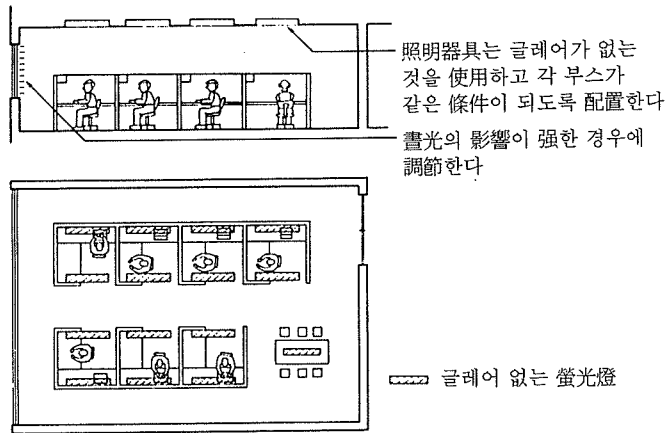 照明器具는 글레어가 없는
것을 使用하고 각 부스가
같은 條件이 되도록 配置한다
晝光의 影響이 强한 경우에
調節한다
글레어 없는 螢光燈